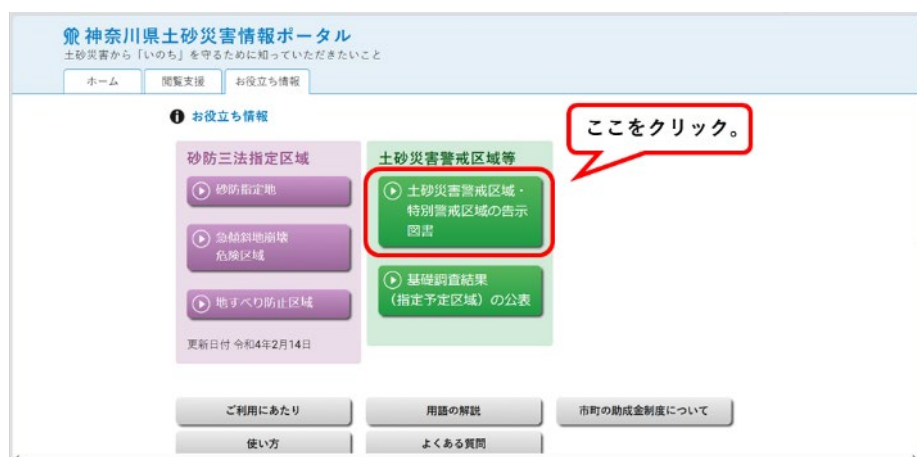 神奈川県土砂災害情報ポータル
土砂災害から「いのち」を守るために知っていただきたいこと
ホーム
閲覧支援
お役立ち情報
お役立ち情報
ここをクリック。
砂防三法指定区域
砂防指定地
急傾斜地崩壊
危険区域
地すべり防止区域
更新日付 令和4年2月14日
土砂災害警戒区域等
土砂災害警戒区域・
特別警戒区域の告示
図書
基礎調査結果
（指定予定区域）の公表
ご利用にあたり
用語の解説
市町の助成金制度について
使い方
よくある質問